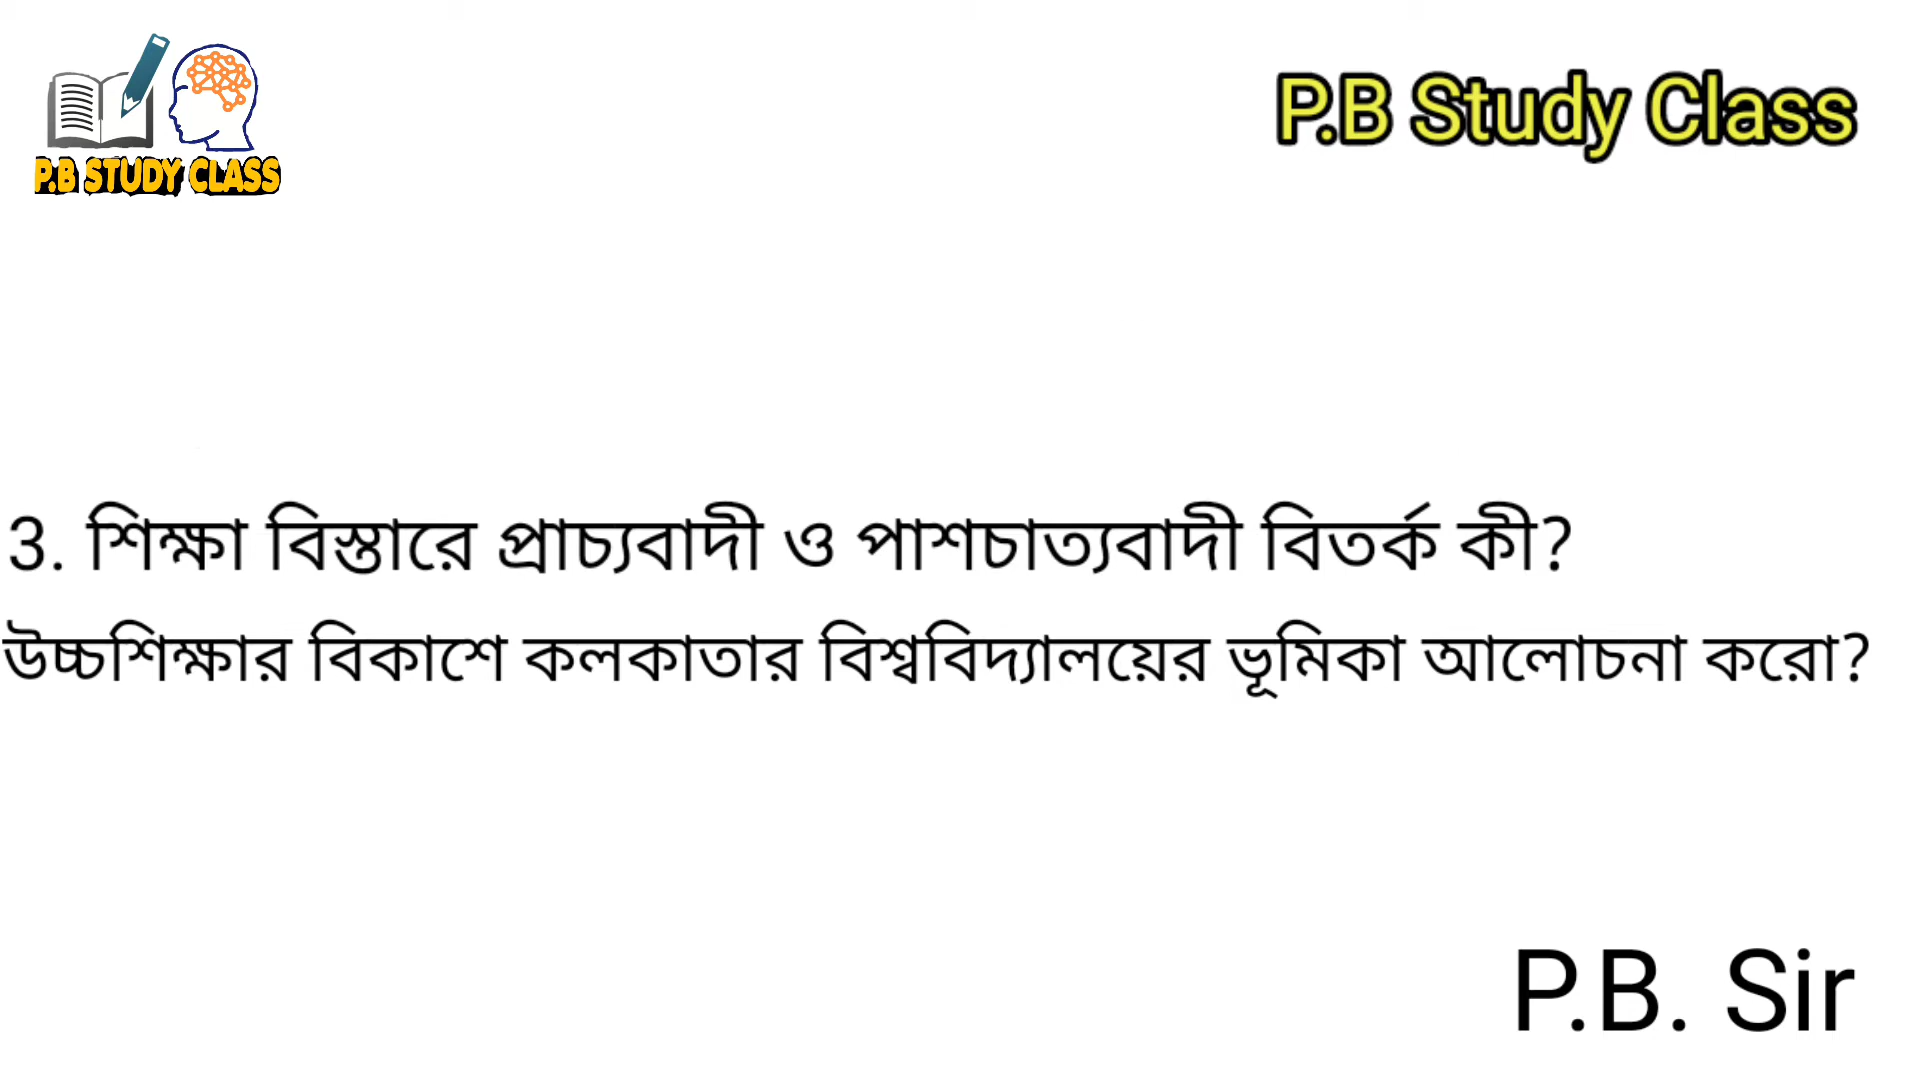 P.B STUDY CLASS
P.B Study Class
3. শিক্ষা বিস্তারে প্রাচ্যবাদী ও পাশচাত্যবাদী বিতর্ক কী?
উচ্চশিক্ষার বিকাশে কলকাতার বিশ্ববিদ্যালয়ের ভূমিকা আলোচনা করো?
P.B. Sir